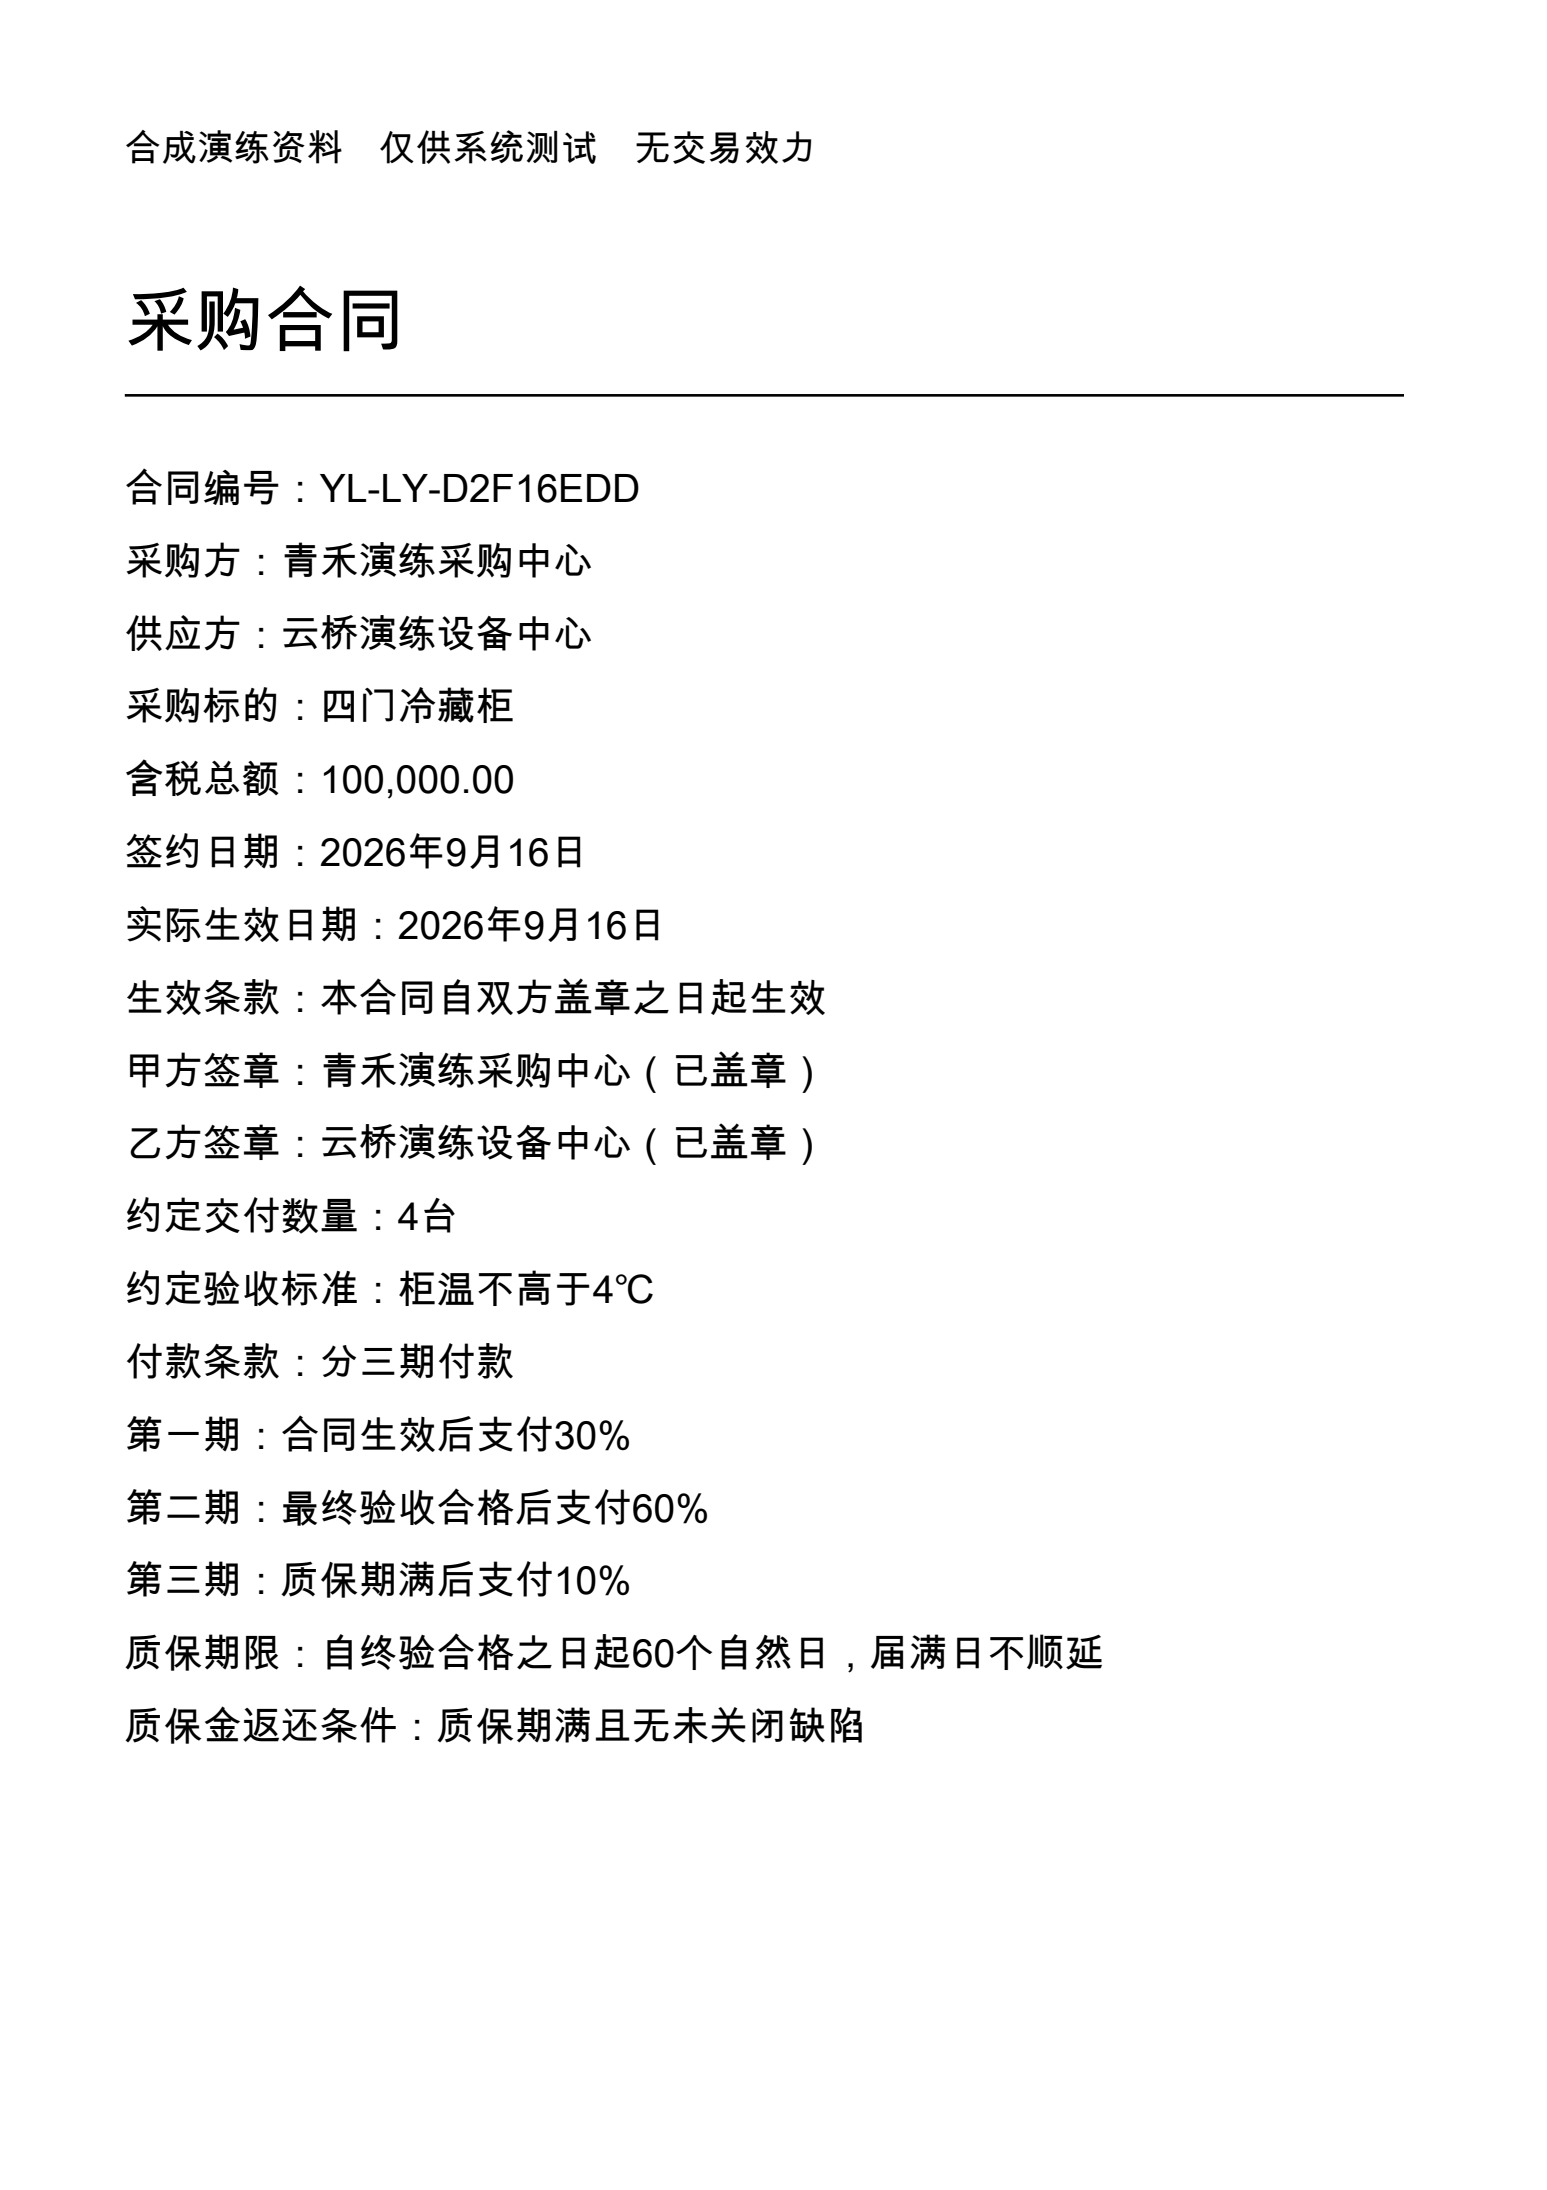 合成演练资料　仅供系统测试　无交易效力
采购合同
合同编号：YL-LY-D2F16EDD
采购方：青禾演练采购中心
供应方：云桥演练设备中心
采购标的：四门冷藏柜
含税总额：100,000.00
签约日期：2026年9月16日
实际生效日期：2026年9月16日
生效条款：本合同自双方盖章之日起生效
甲方签章：青禾演练采购中心（已盖章）
乙方签章：云桥演练设备中心（已盖章）
约定交付数量：4台
约定验收标准：柜温不高于4℃
付款条款：分三期付款
第一期：合同生效后支付30%
第二期：最终验收合格后支付60%
第三期：质保期满后支付10%
质保期限：自终验合格之日起60个自然日，届满日不顺延
质保金返还条件：质保期满且无未关闭缺陷